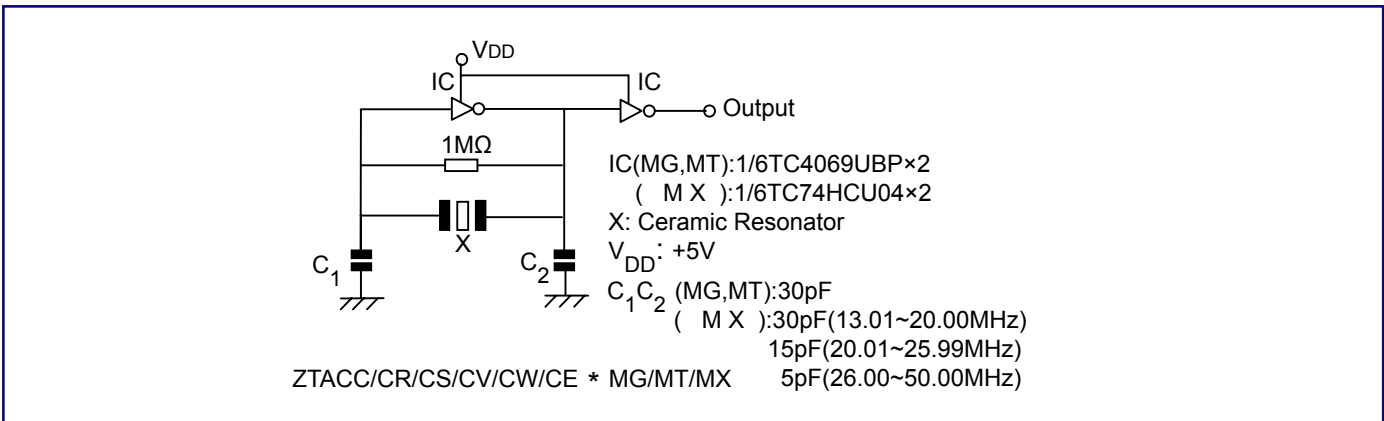 VDD
IC
IC
Output
1MΩ
X
C1
C2
IC(MG,MT):1/6TC4069UBP×2
( M X ):1/6TC74HCU04×2
X: Ceramic Resonator
VDD: +5V
C1C2 (MG,MT):30pF
( M X ):30pF(13.01~20.00MHz)
15pF(20.01~25.99MHz)
5pF(26.00~50.00MHz)
ZTACC/CR/CS/CV/CW/CE * MG/MT/MX